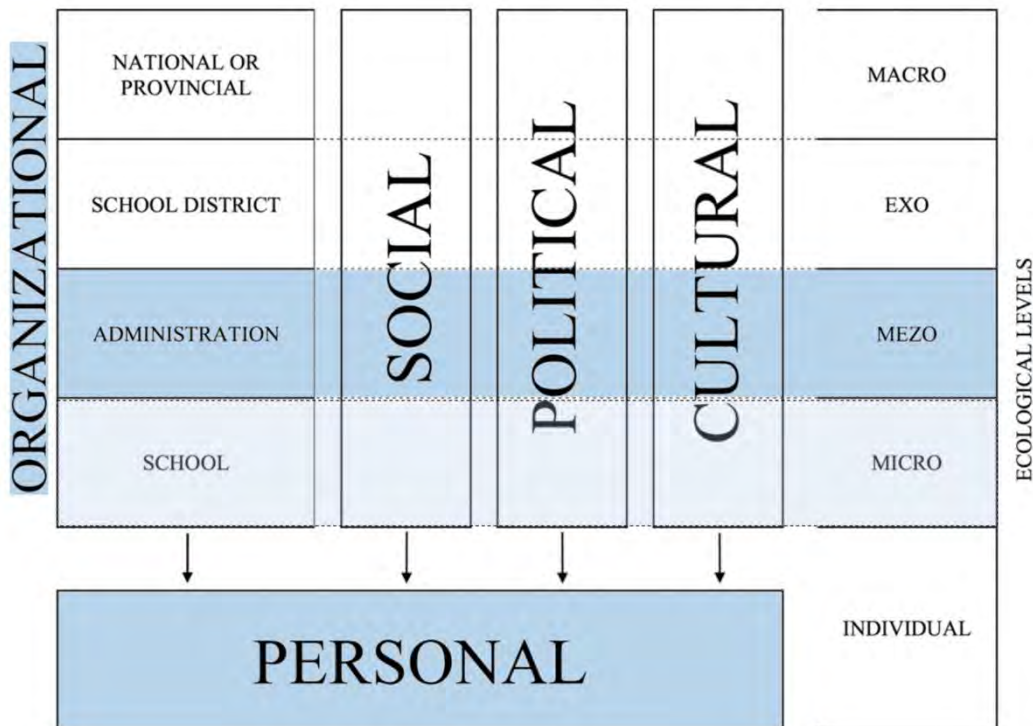 ORGANIZATIONAL
NATIONAL OR
PROVINCIAL
SCHOOL DISTRICT
ADMINISTRATION
SCHOOL
SOCIAL
POLITICAL
CULTURAL
MACRO
EXO
MEZO
MICRO
INDIVIDUAL
ECOLOGICAL LEVELS
PERSONAL